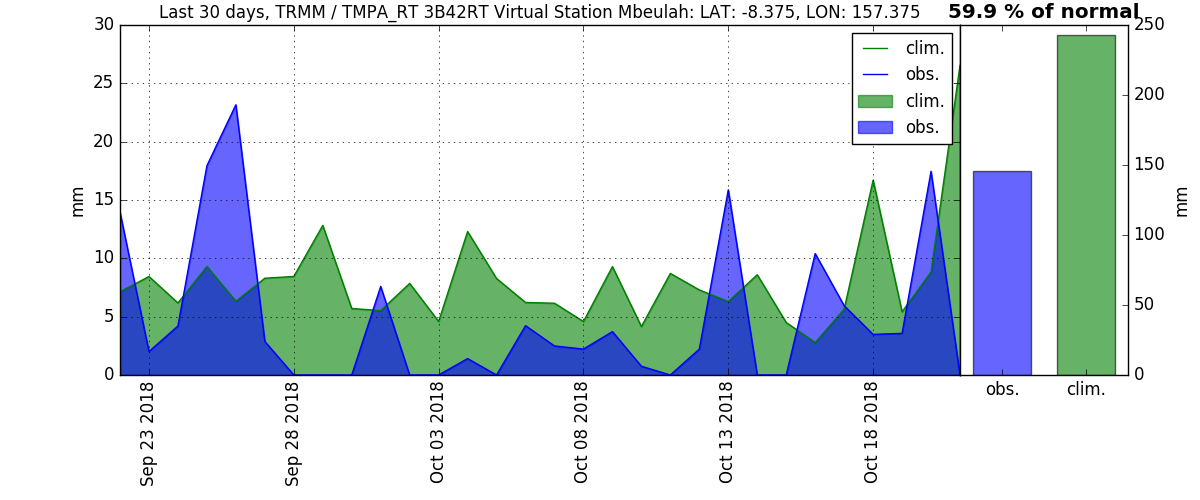 Last 30 days, TRMM / TMPA_RT 3B42RT Virtual Station Mbeulah: LAT: -8.375, LON: 157.375
59.9 % of normal
30
25
20
15
10
5
0
mm
clim.
obs.
clim.
obs.
250
200
150
100
50
0
mm
obs.
clim.
Sep 23 2018
Sep 28 2018
Oct 03 2018
Oct 08 2018
Oct 13 2018
Oct 18 2018